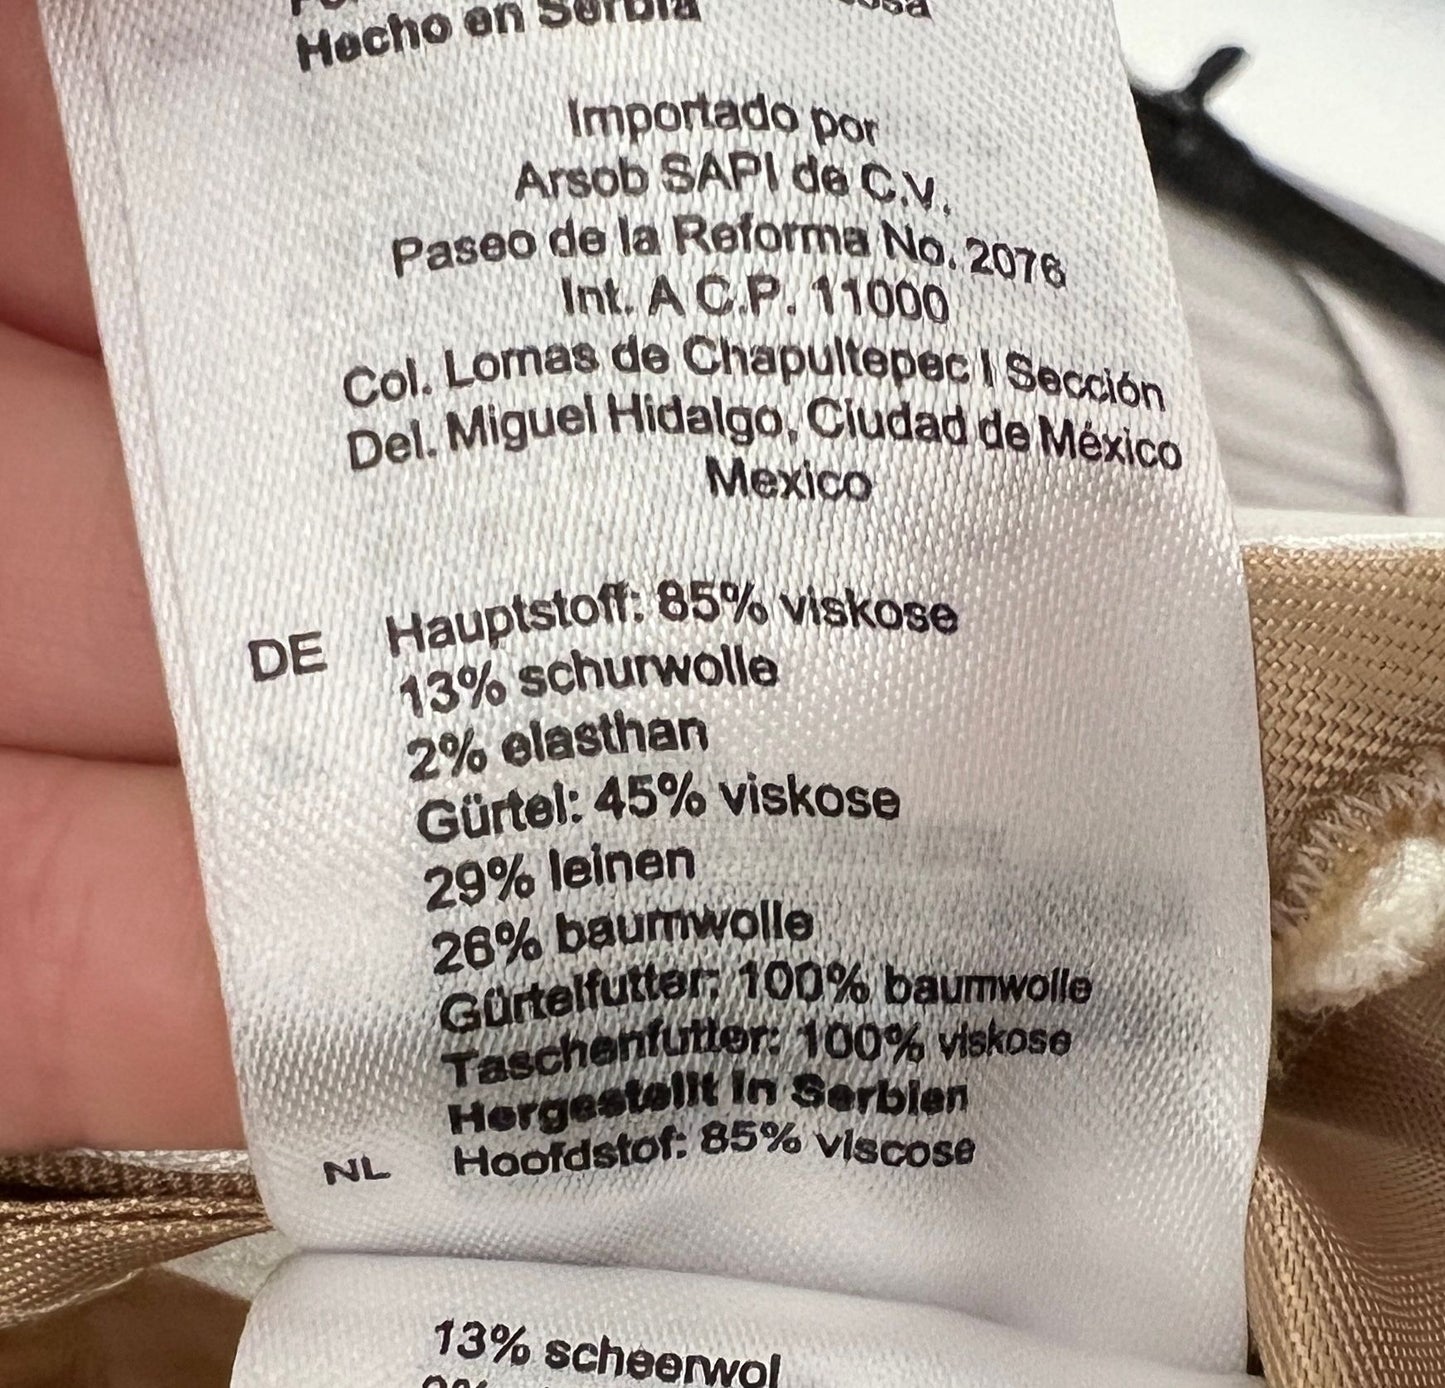 Hecho en Serbia
Importado por
Arsob SAPI de C.V.
Paseo de la Reforma No. 2076
Int. A C.P. 11000
Col. Lomas de Chapultepec I Sección
Del. Miguel Hidalgo, Ciudad de México
Mexico
DE Hauptstoff: 85% viskose
13% schurwolle
2% elasthan
Gürtel: 45% viskose
29% leinen
26% baumwolle
Gürtelfutter: 100% baumwolle
Taschenfutter: 100% viskose
Hergestellt in Serbien
NL Hoofdstof: 85% viscose
13% scheerwol